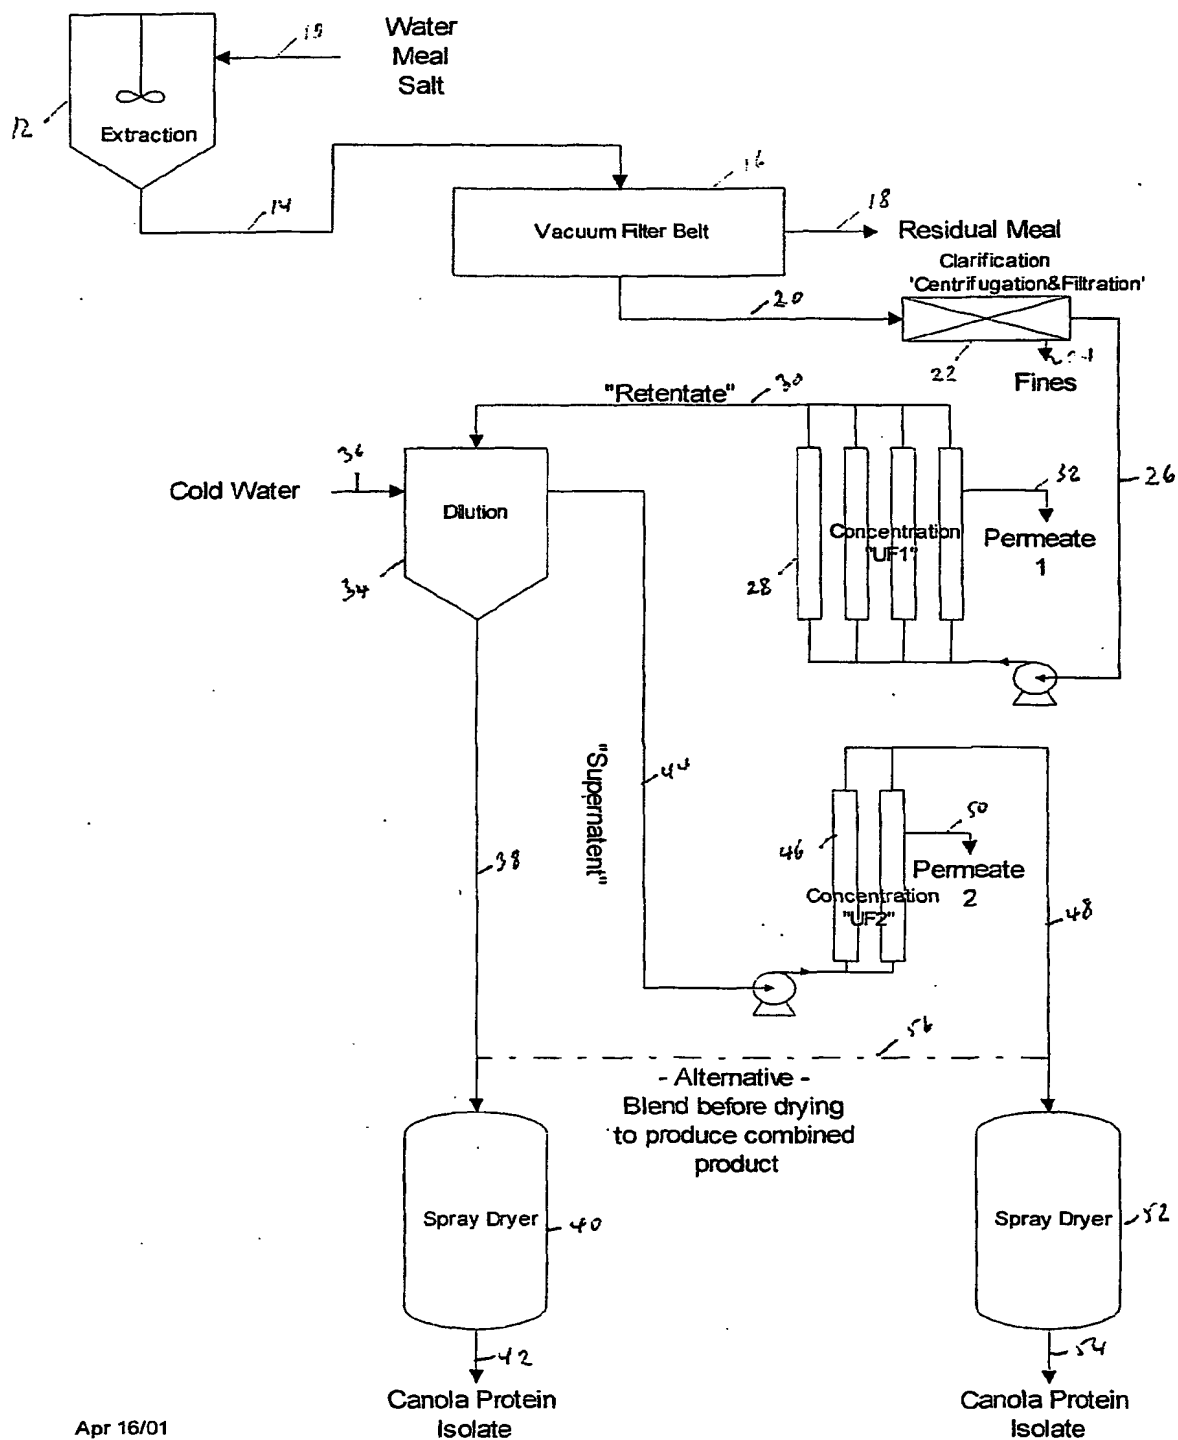 Water
Meal
Salt
12
Extraction
14
16
Vacuum Filter Belt
18
Residual Meal
Clarification
'Centrifugation&Filtration'
20
22
Fines
"Retentate"
30
36
Cold Water
Dilution
34
Concentration
"UF1"
28
32
Permeate
1
26
38
"Supernatent"
44
46
Concentration
"UF2"
50
Permeate
2
48
56
- Alternative -
Blend before drying
to produce combined
product
Spray Dryer
40
Spray Dryer
52
42
54
Canola Protein
Isolate
Canola Protein
Isolate
Apr 16/01